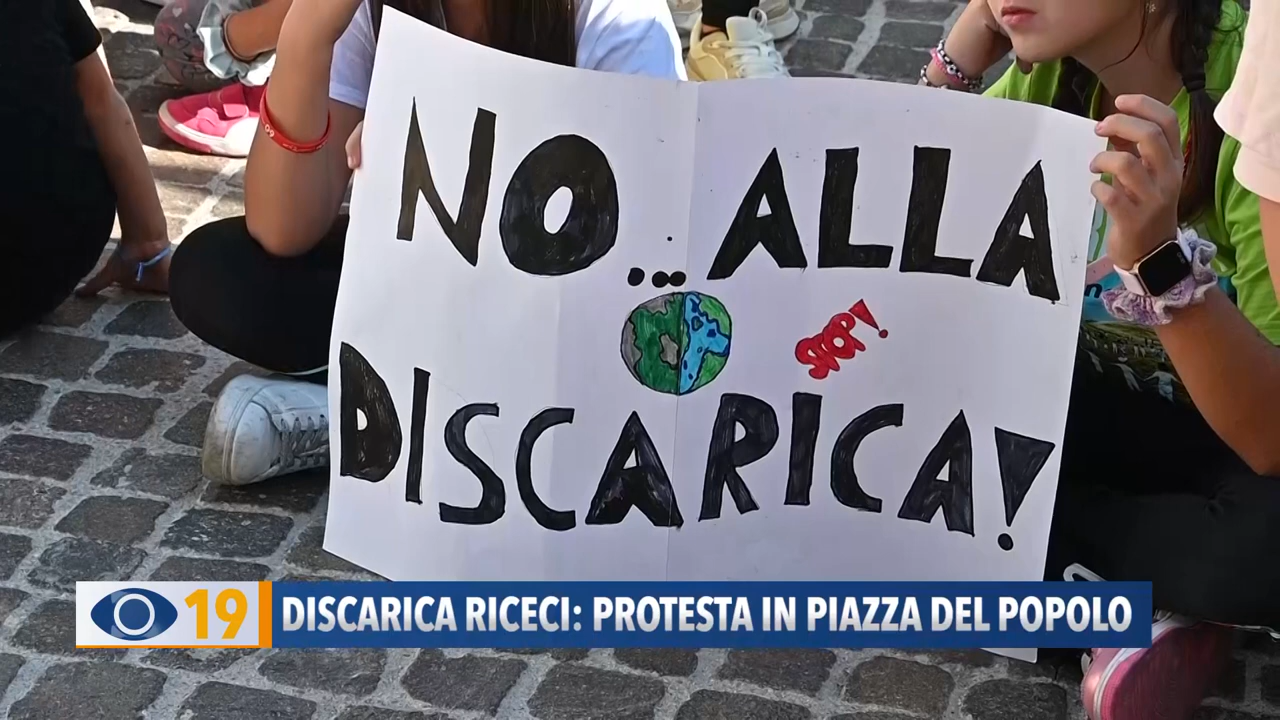 NO... ALLA
STOP!
DISCARICA!
19 DISCARICA RICECI: PROTESTA IN PIAZZA DEL POPOLO